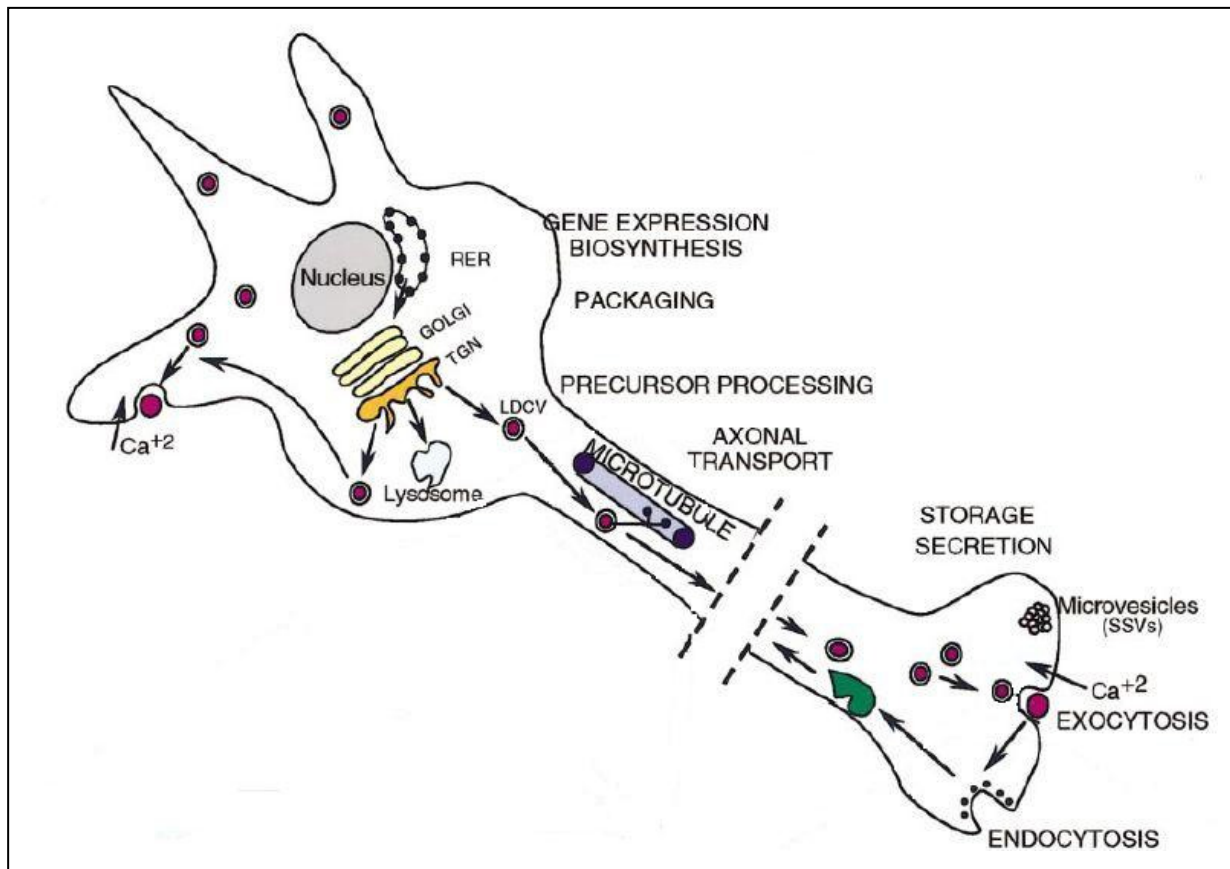 GENE EXPRESSION
BIOSYNTHESIS
RER
Nucleus
PACKAGING
GOLGI
TGN
PRECURSOR PROCESSING
LDCV
AXONAL
TRANSPORT
MICROTUBULE
Ca+2
Lysosome
STORAGE
SECRETION
Microvesicles
(SSVs)
Ca+2
EXOCYTOSIS
ENDOCYTOSIS